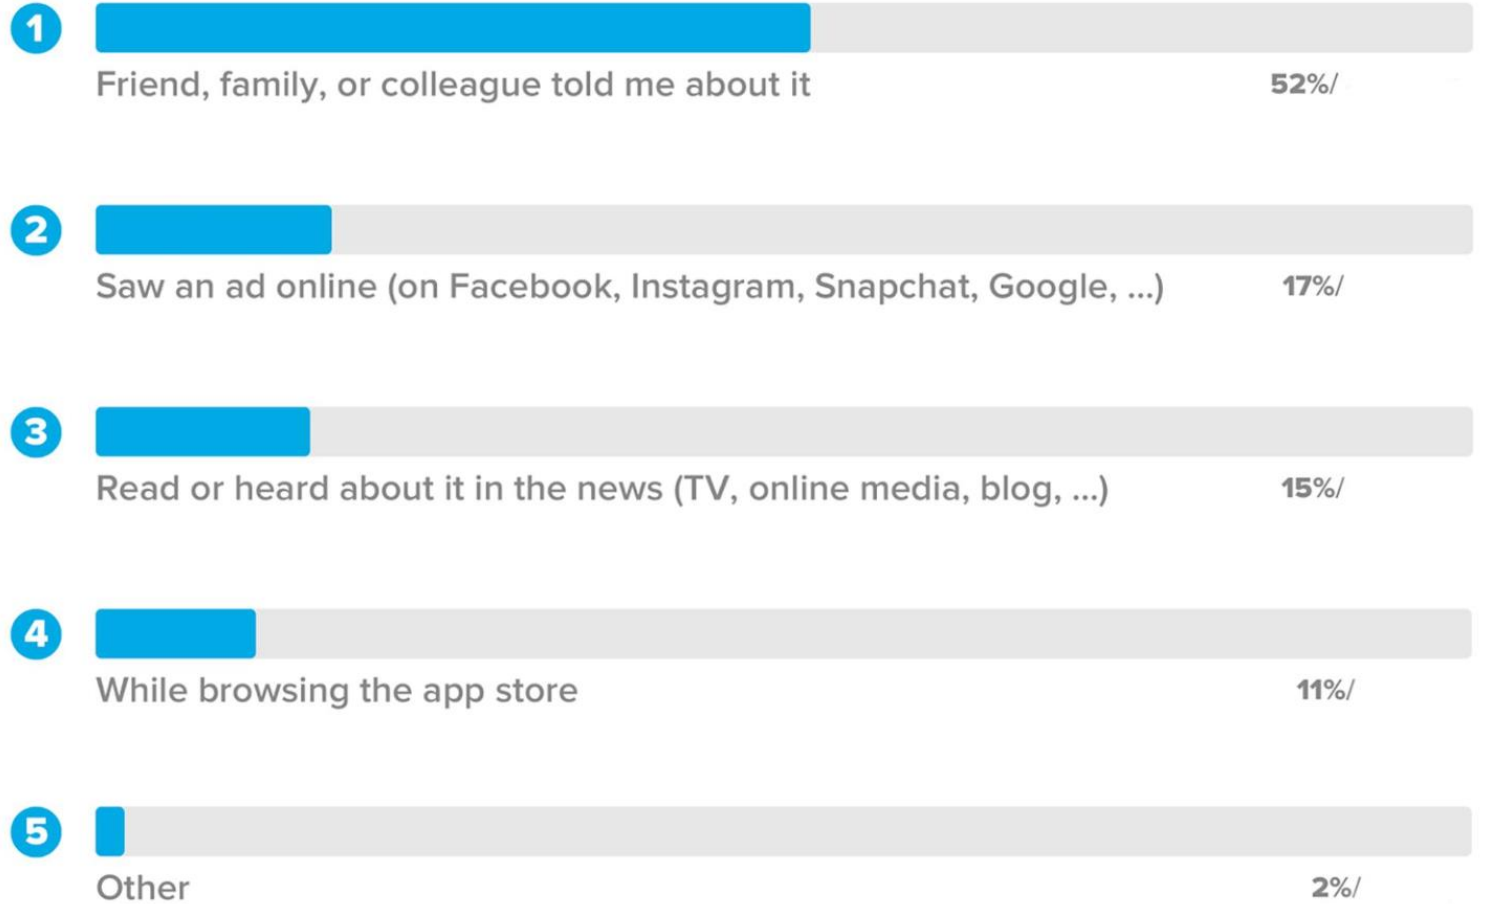 1
Friend, family, or colleague told me about it 52%/
2
Saw an ad online (on Facebook, Instagram, Snapchat, Google, ...) 17%/
3
Read or heard about it in the news (TV, online media, blog, ...) 15%/
4
While browsing the app store 11%/
5
Other 2%/